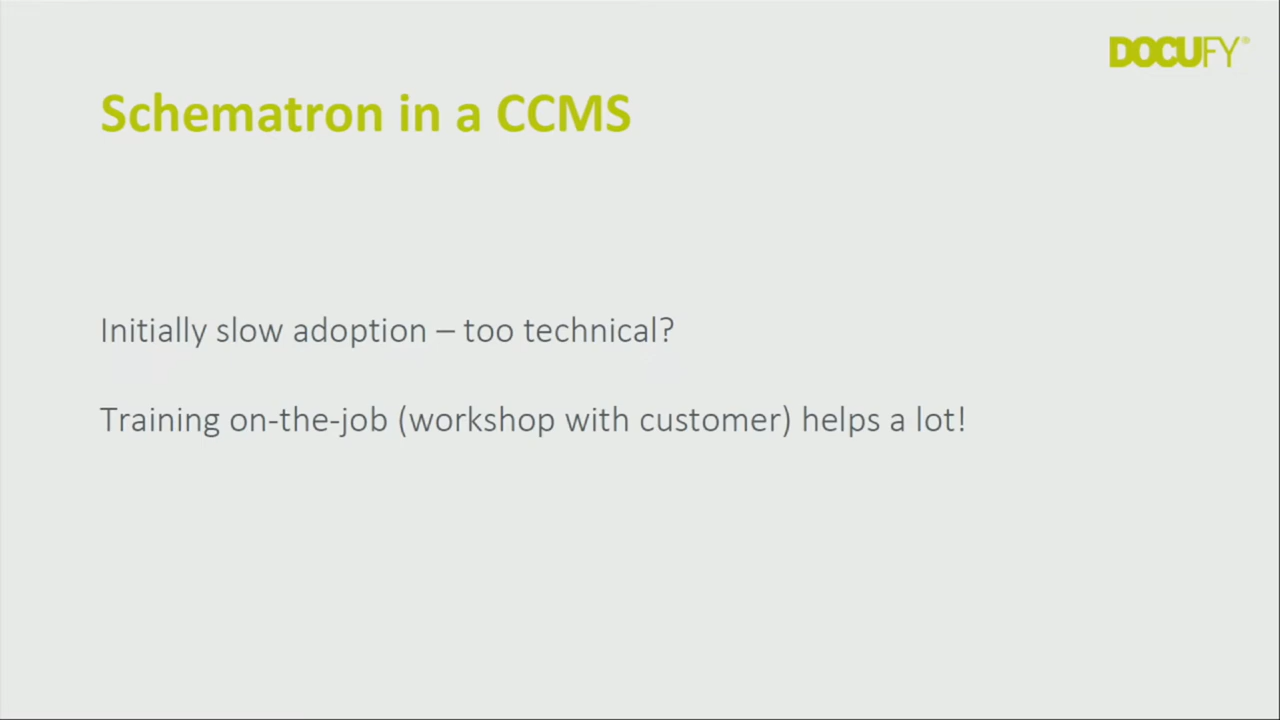 DOCUFY®
Schematron in a CCMS
Initially slow adoption – too technical?
Training on-the-job (workshop with customer) helps a lot!